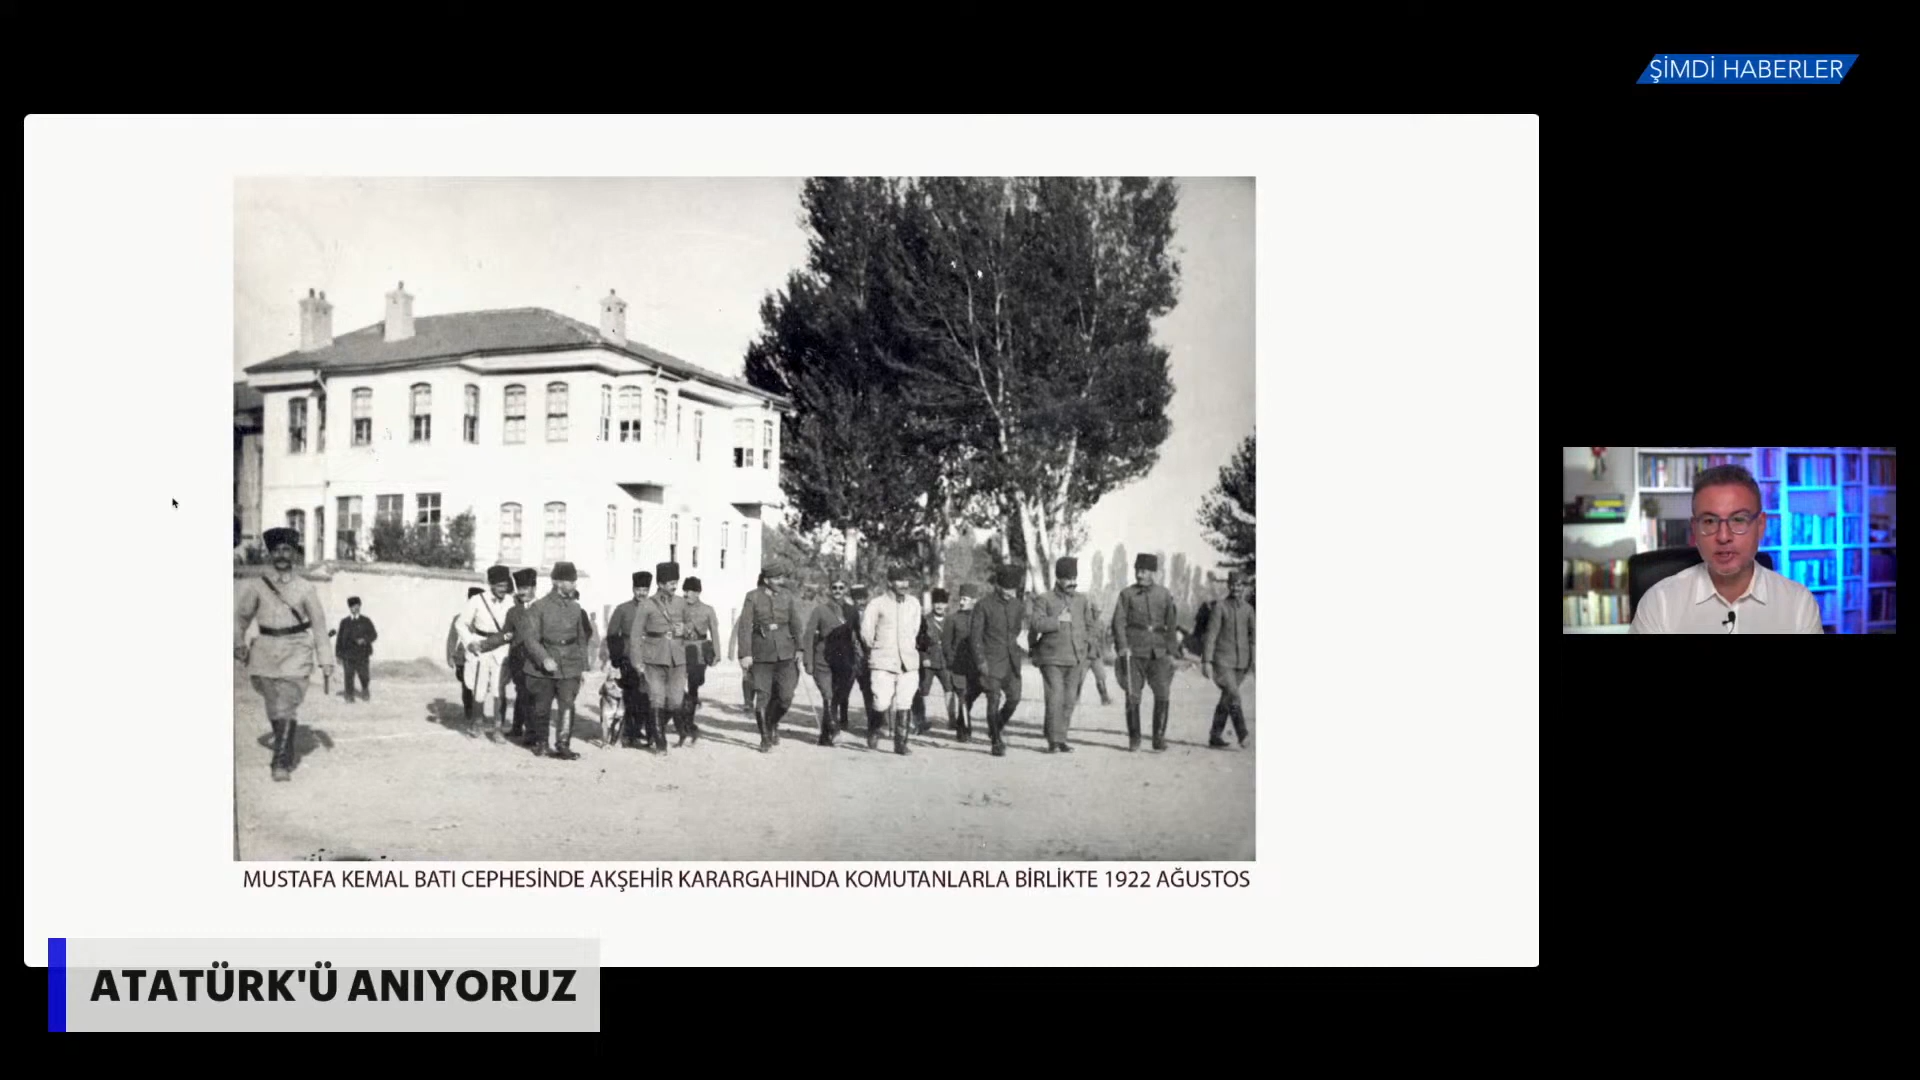 ŞİMDİ HABERLER
MUSTAFA KEMAL BATI CEPHESİNDE AKŞEHİR KARARGAHINDA KOMUTANLARLA BİRLİKTE 1922 AĞUSTOS
ATATÜRK'Ü ANIYORUZ